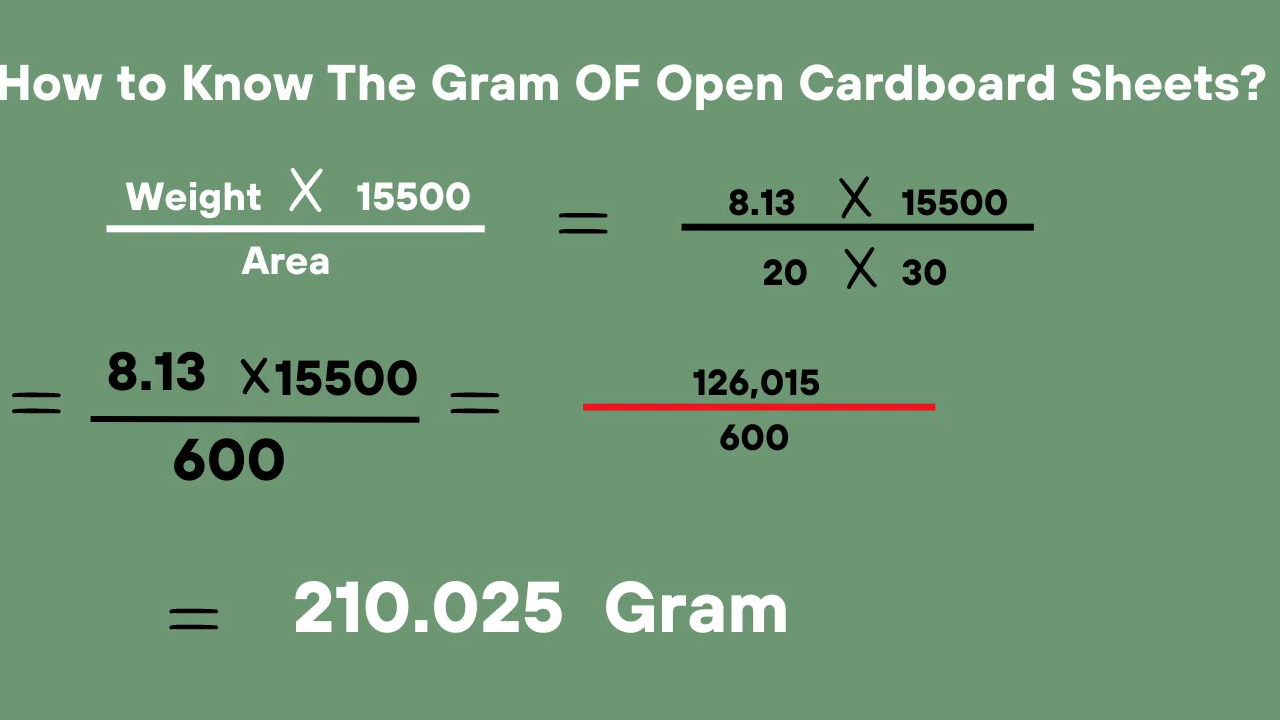 How to Know The Gram OF Open Cardboard Sheets?
Weight X 15500 = 8.13 X 15500
Area 20 X 30
= 8.13 X 15500 = 126,015
600 600
= 210.025 Gram